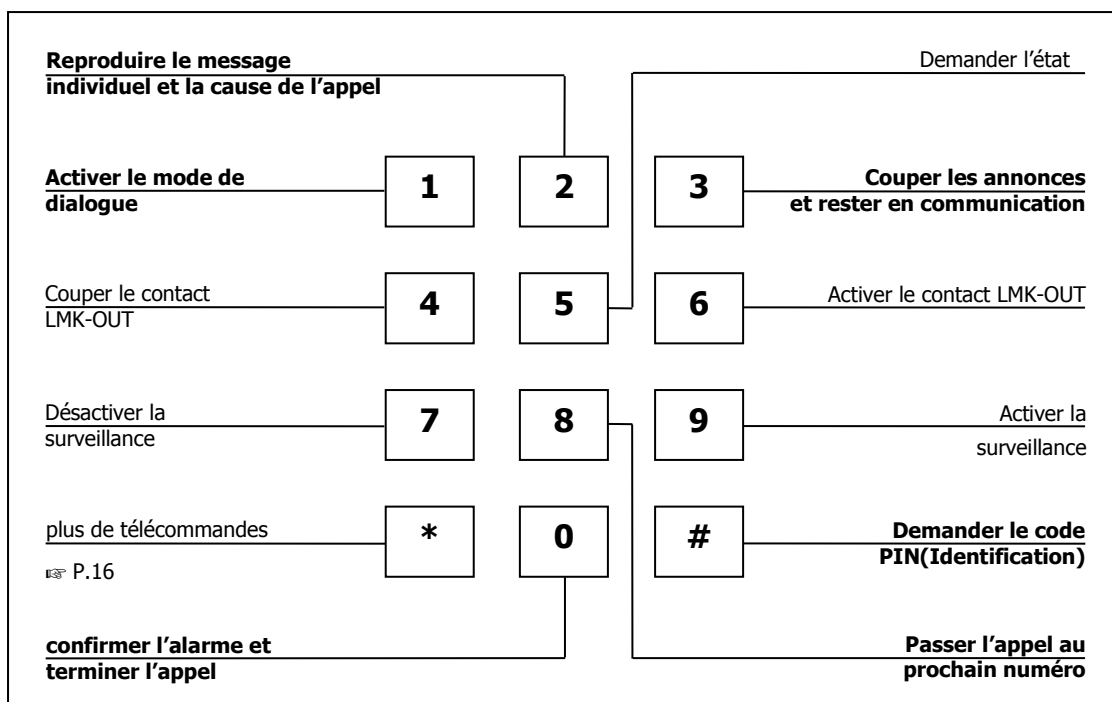 Reproduire le message
individuel et la cause de l’appel
Demander l’état
Activer le mode de
dialogue
1
2
3
Couper les annonces
et rester en communication
Couper le contact
LMK-OUT
4
5
6
Activer le contact LMK-OUT
Désactiver la
surveillance
7
8
9
Activer la
surveillance
plus de télécommandes
☞ P.16
*
0
#
Demander le code
PIN(Identification)
confirmer l’alarme et
terminer l’appel
Passer l’appel au
prochain numéro